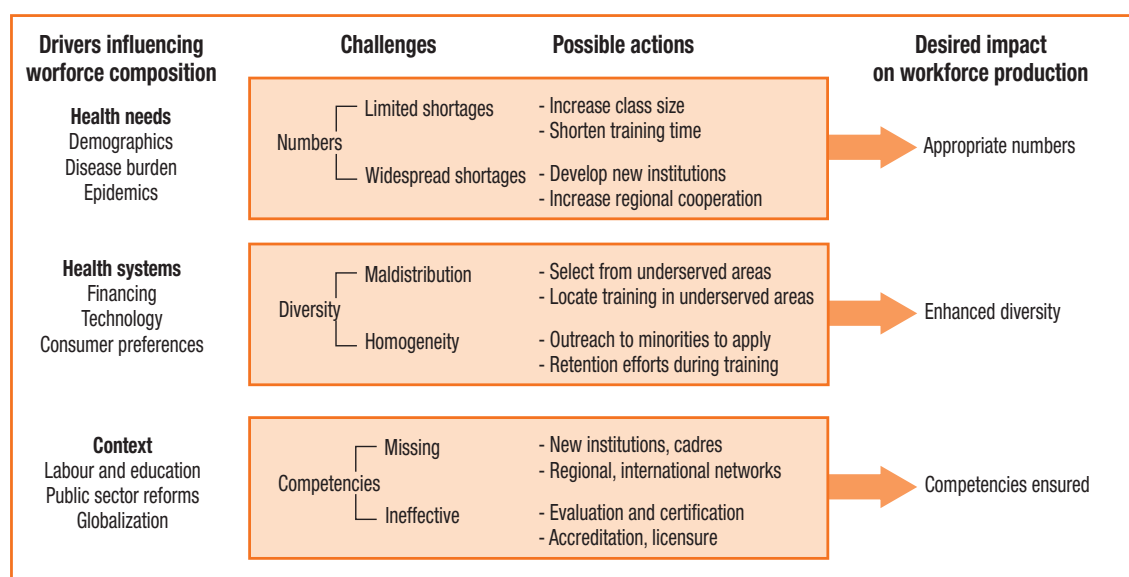 Drivers influencing
worforce composition
Challenges
Possible actions
Desired impact
on workforce production
Health needs
Demographics
Disease burden
Epidemics
Numbers
Limited shortages
- Increase class size
- Shorten training time
Widespread shortages
- Develop new institutions
- Increase regional cooperation
Appropriate numbers
Health systems
Financing
Technology
Consumer preferences
Diversity
Maldistribution
- Select from underserved areas
- Locate training in underserved areas
Homogeneity
- Outreach to minorities to apply
- Retention efforts during training
Enhanced diversity
Context
Labour and education
Public sector reforms
Globalization
Competencies
Missing
- New institutions, cadres
- Regional, international networks
Ineffective
- Evaluation and certification
- Accreditation, licensure
Competencies ensured